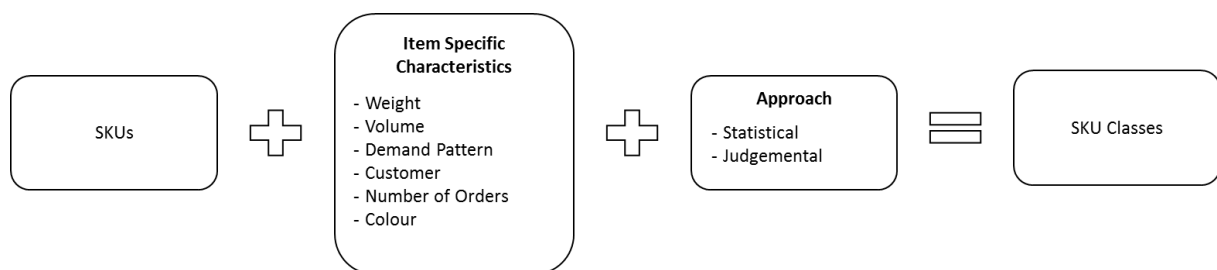 SKUs
Item Specific
Characteristics
- Weight
- Volume
- Demand Pattern
- Customer
- Number of Orders
- Colour
Approach
- Statistical
- Judgemental
SKU Classes